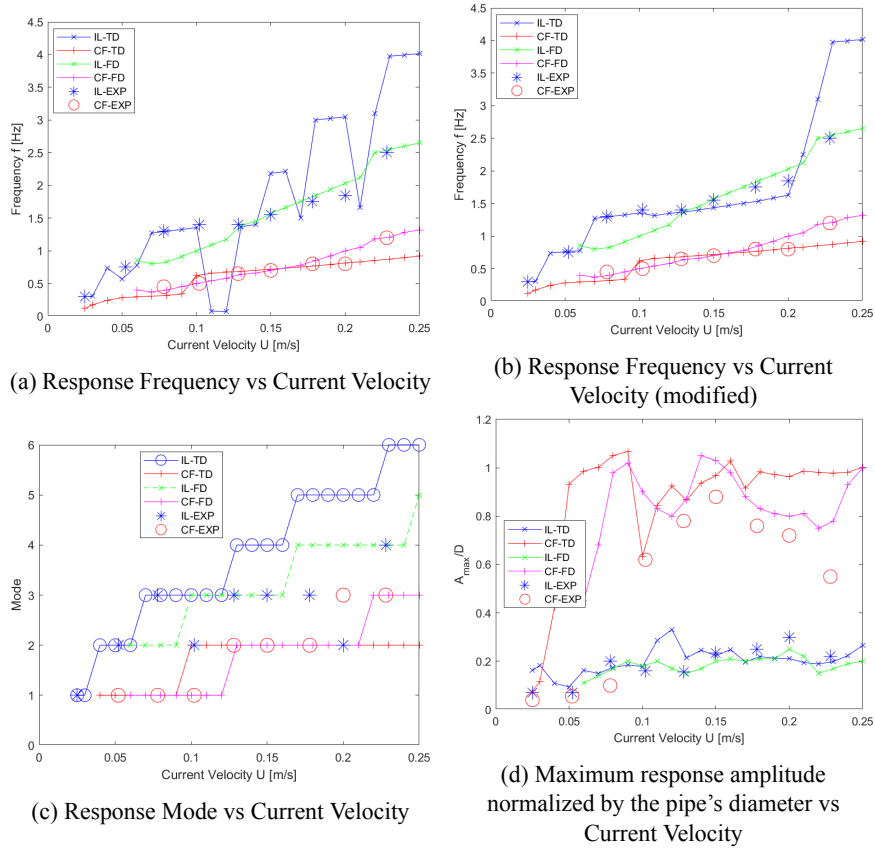 4.5
4
3.5
3
2.5
2
1.5
1
0.5
0
0
0.05
0.1
0.15
0.2
0.25
Frequency f [Hz]
Current Velocity U [m/s]
IL-TD
CF-TD
IL-FD
CF-FD
IL-EXP
CF-EXP
(a) Response Frequency vs Current Velocity
4.5
4
3.5
3
2.5
2
1.5
1
0.5
0
0
0.05
0.1
0.15
0.2
0.25
Frequency f [Hz]
Current Velocity U [m/s]
IL-TD
CF-TD
IL-FD
CF-FD
IL-EXP
CF-EXP
(b) Response Frequency vs Current
Velocity (modified)
6
5
4
3
2
1
0
0
0.05
0.1
0.15
0.2
0.25
Mode
Current Velocity U [m/s]
IL-TD
CF-TD
IL-FD
CF-FD
IL-EXP
CF-EXP
(c) Response Mode vs Current Velocity
1.2
1
0.8
0.6
0.4
0.2
0
0
0.05
0.1
0.15
0.2
0.25
A_max/D
Current Velocity U [m/s]
IL-TD
CF-TD
IL-FD
CF-FD
IL-EXP
CF-EXP
(d) Maximum response amplitude
normalized by the pipe's diameter vs
Current Velocity